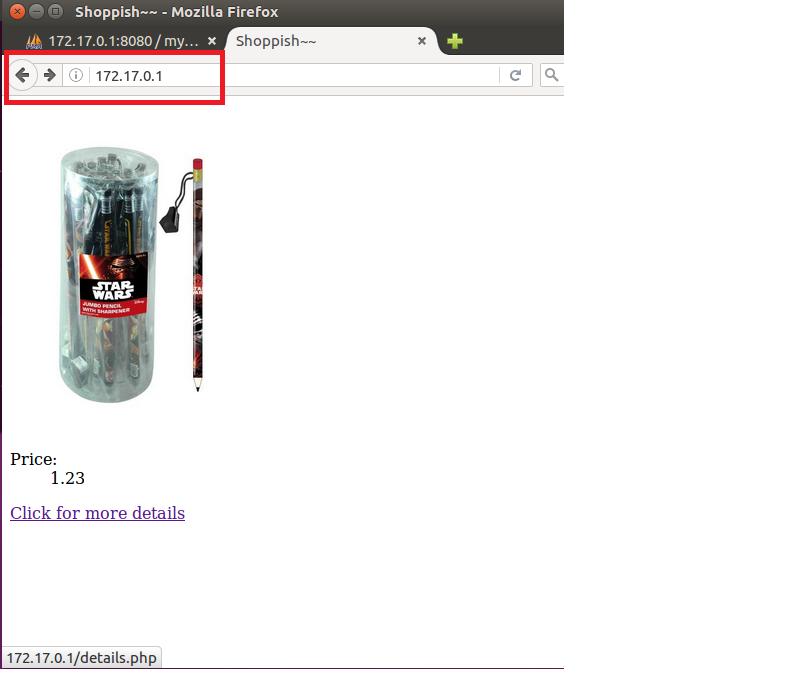 Shoppish~~ - Mozilla Firefox
172.17.0.1:8080 / my... ×
Shoppish~~ ×
172.17.0.1
STAR
WARS
JUMBO PENCIL
WITH SHARPENER
Price:
1.23
Click for more details
172.17.0.1/details.php